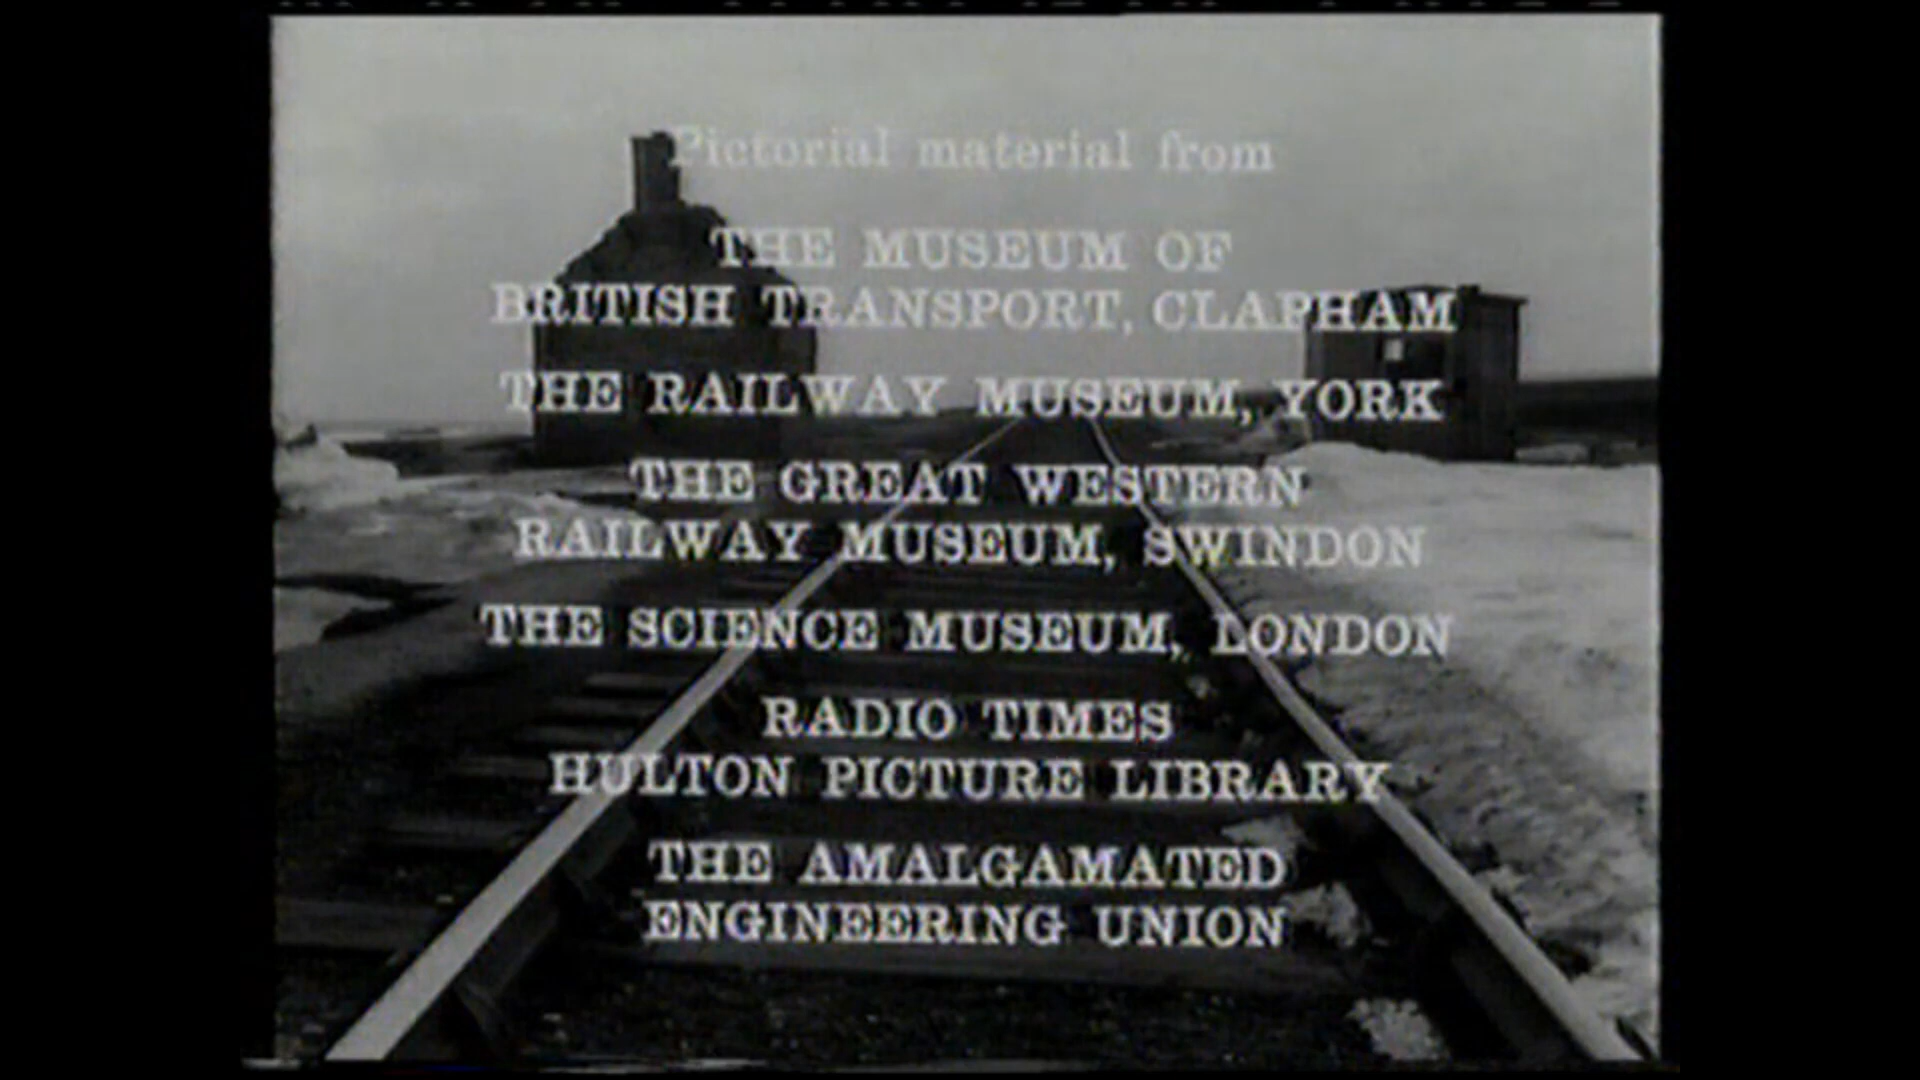 Pictorial material from
THE MUSEUM OF
BRITISH TRANSPORT, CLAPHAM
THE RAILWAY MUSEUM, YORK
THE GREAT WESTERN
RAILWAY MUSEUM, SWINDON
THE SCIENCE MUSEUM, LONDON
RADIO TIMES
HULTON PICTURE LIBRARY
THE AMALGAMATED
ENGINEERING UNION